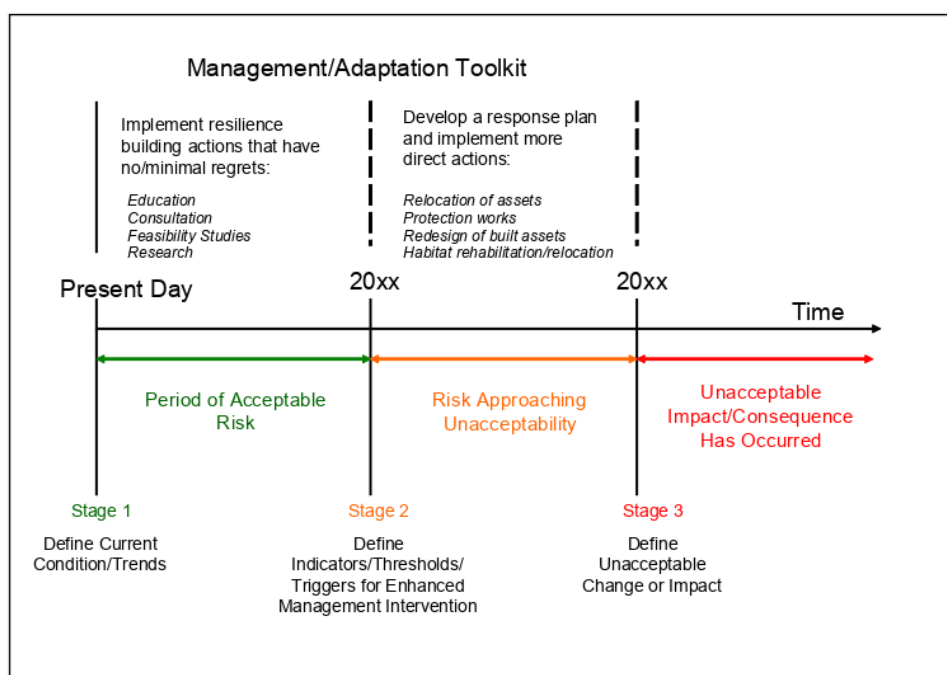 Management/Adaptation Toolkit
Implement resilience
building actions that have
no/minimal regrets:
Education
Consultation
Feasibility Studies
Research
Develop a response plan
and implement more
direct actions:
Relocation of assets
Protection works
Redesign of built assets
Habitat rehabilitation/relocation
Present Day
20xx
20xx
Time
Period of Acceptable
Risk
Risk Approaching
Unacceptability
Unacceptable
Impact/Consequence
Has Occurred
Stage 1
Define Current
Condition/Trends
Stage 2
Define
Indicators/Thresholds/
Triggers for Enhanced
Management Intervention
Stage 3
Define
Unacceptable
Change or Impact